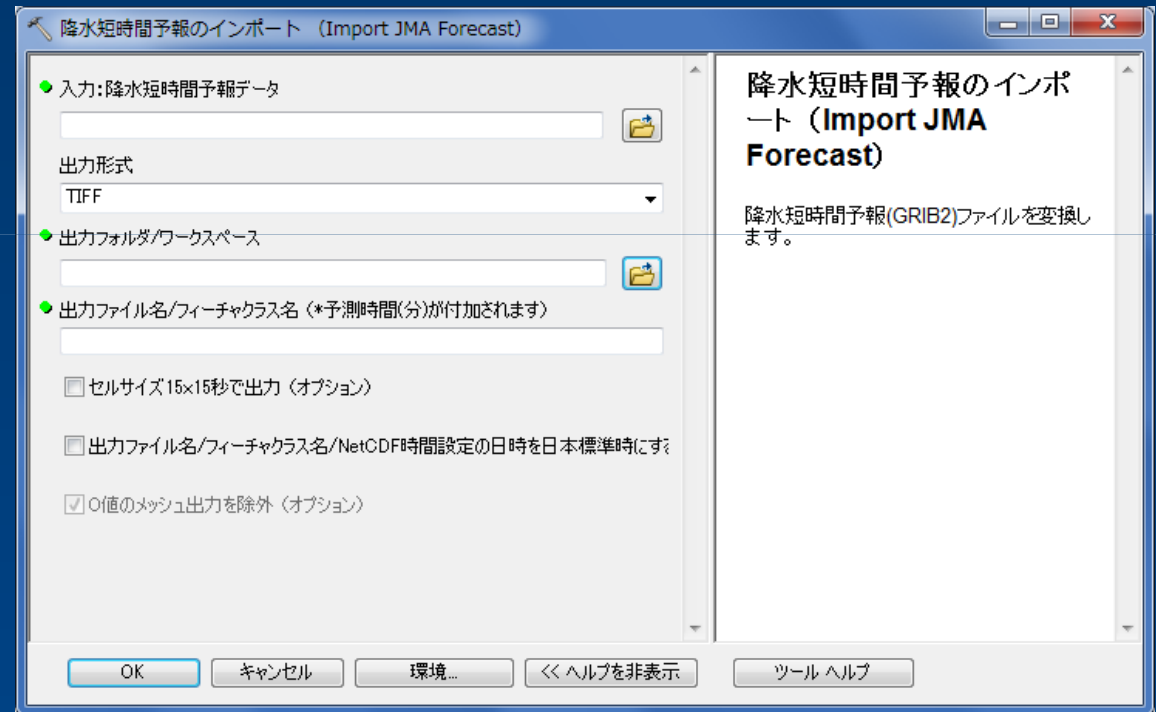 降水短時間予報のインポート （Import JMA Forecast）
入力:降水短時間予報データ
出力形式
TIFF
出力フォルダ/ワークスペース
出力ファイル名/フィーチャクラス名 （*予測時間(分)が付加されます）
セルサイズ15×15秒で出力（オプション）
出力ファイル名/フィーチャクラス名/NetCDF時間設定の日時を日本標準時にす
0値のメッシュ出力を除外（オプション）
降水短時間予報のインポ
ート（Import JMA
Forecast）
降水短時間予報(GRIB2)ファイルを変換し
ます。
OK
キャンセル
環境...
<< ヘルプを非表示
ツール ヘルプ